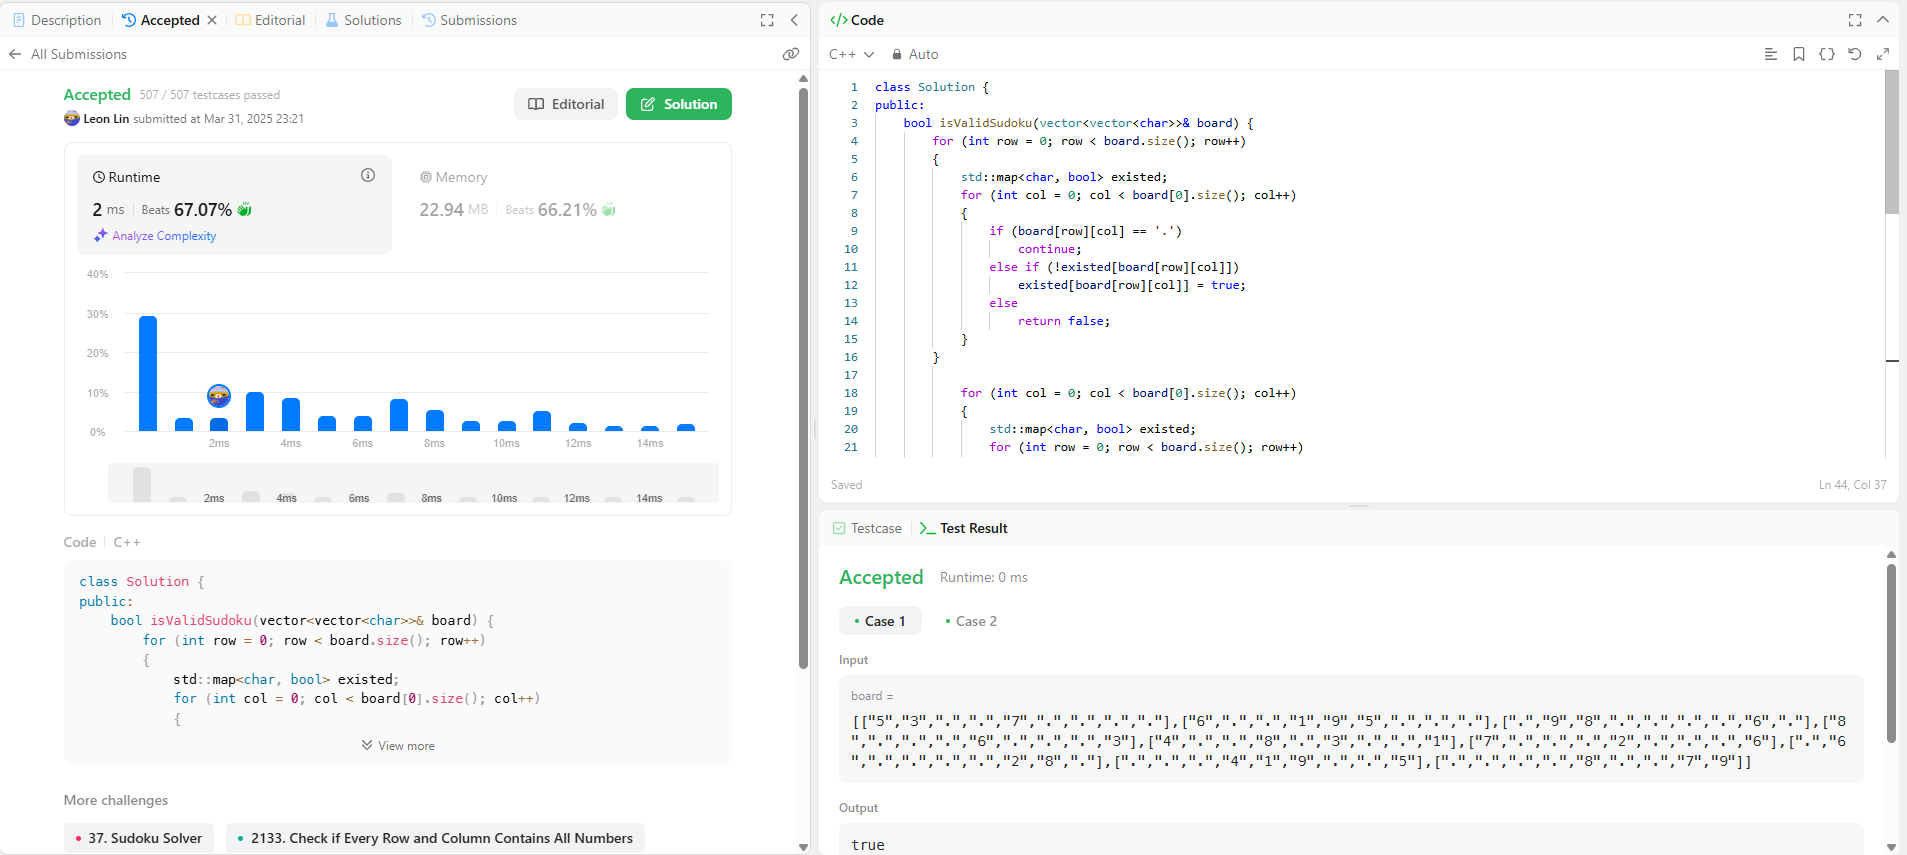 Description
Accepted
Editorial
Solutions
Submissions
All Submissions
Accepted 507 / 507 testcases passed
Leon Lin submitted at Mar 31, 2025 23:21
Editorial
Solution
Runtime
2 ms Beats 67.07%
Analyze Complexity
Memory
22.94 MB Beats 66.21%
40%
30%
20%
10%
0%
2ms 4ms 6ms 8ms 10ms 12ms 14ms
2ms 4ms 6ms 8ms 10ms 12ms 14ms
Code C++
class Solution {
public:
    bool isValidSudoku(vector<vector<char>>& board) {
        for (int row = 0; row < board.size(); row++)
        {
            std::map<char, bool> existed;
            for (int col = 0; col < board[0].size(); col++)
            {
View more
More challenges
37. Sudoku Solver
2133. Check if Every Row and Column Contains All Numbers
</> Code
C++ Auto
1 class Solution {
2 public:
3     bool isValidSudoku(vector<vector<char>>& board) {
4         for (int row = 0; row < board.size(); row++)
5         {
6             std::map<char, bool> existed;
7             for (int col = 0; col < board[0].size(); col++)
8             {
9                 if (board[row][col] == '.')
10                     continue;
11                 else if (!existed[board[row][col]])
12                     existed[board[row][col]] = true;
13                 else
14                     return false;
15             }
16         }
17
18             for (int col = 0; col < board[0].size(); col++)
19             {
20                 std::map<char, bool> existed;
21                 for (int row = 0; row < board.size(); row++)
Saved
Ln 44, Col 37
Testcase
Test Result
Accepted Runtime: 0 ms
Case 1
Case 2
Input
board =
[["5","3",".",".","7",".",".",".","."],["6",".",".","1","9","5",".",".","."],[".","9","8",".",".",".",".","6","."],["8
",".",".",".","6",".",".",".","3"],["4",".",".","8",".","3",".",".","1"],["7",".",".",".","2",".",".",".","6"],[".","6
",".",".",".",".","2","8","."],[".",".",".","4","1","9",".",".","5"],[".",".",".",".","8",".",".","7","9"]]
Output
true